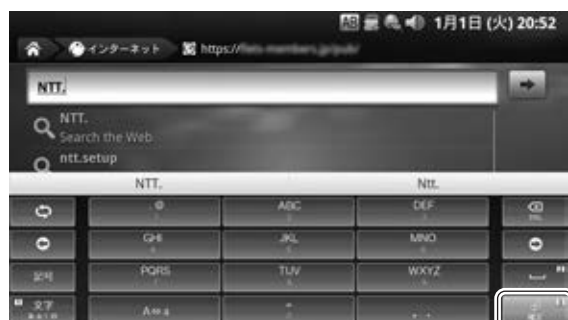 1月1日 (火) 20:52
インターネット https://
NTT.
NTT.
Search the Web
ntt.setup
NTT. Ntt.
@ ABC DEF
GHI JKL MNO
記号 PQRS TUV WXYZ
文字 A⇔a